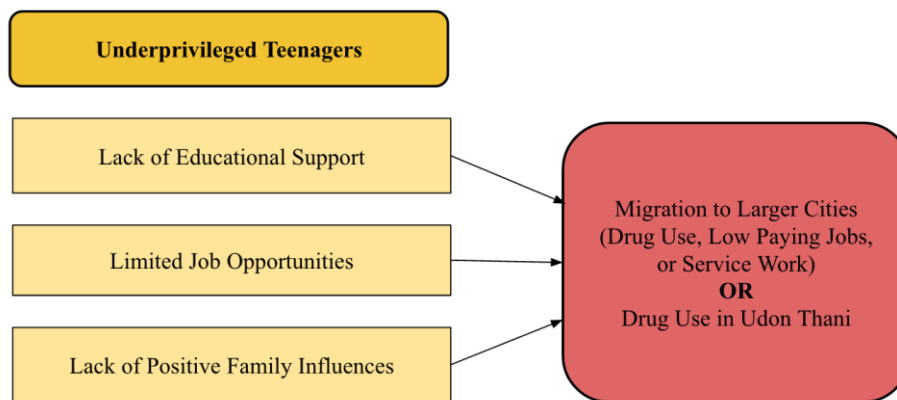 Underprivileged Teenagers
Lack of Educational Support
Limited Job Opportunities
Lack of Positive Family Influences
Migration to Larger Cities
(Drug Use, Low Paying Jobs,
or Service Work)
OR
Drug Use in Udon Thani